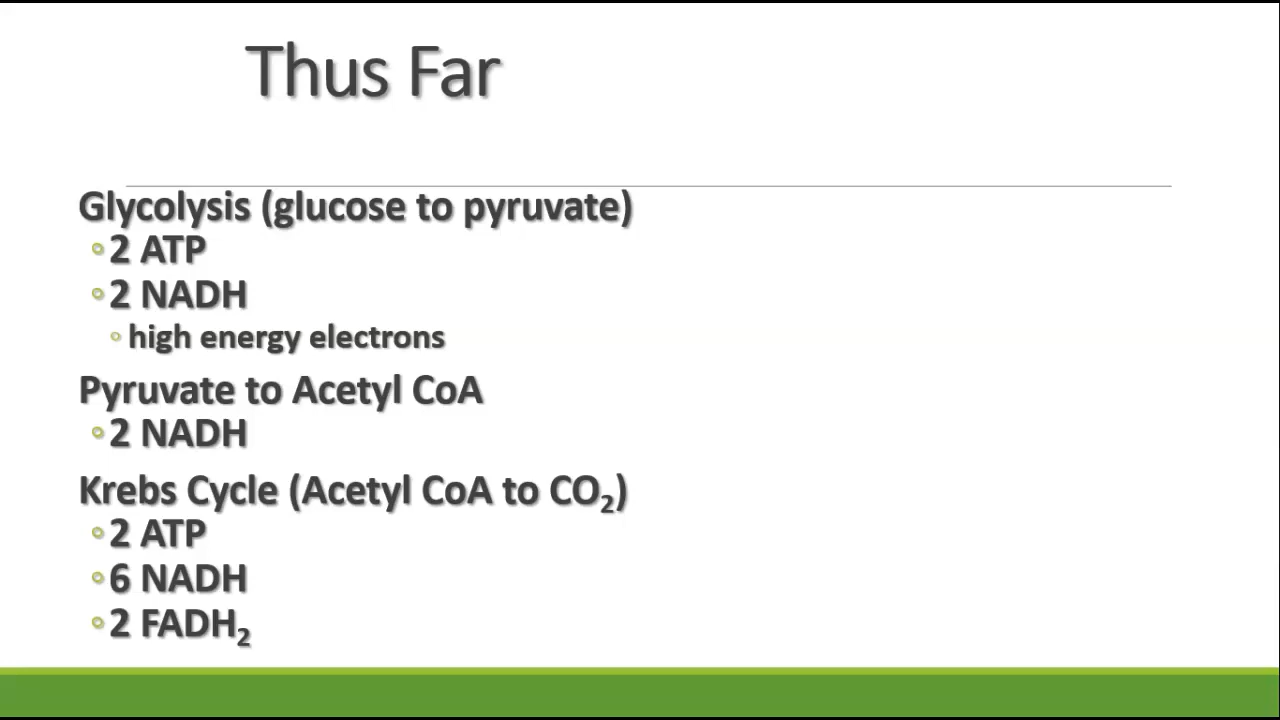 Thus Far
Glycolysis (glucose to pyruvate)
◦2 ATP
◦2 NADH
◦high energy electrons
Pyruvate to Acetyl CoA
◦2 NADH
Krebs Cycle (Acetyl CoA to CO₂)
◦2 ATP
◦6 NADH
◦2 FADH₂